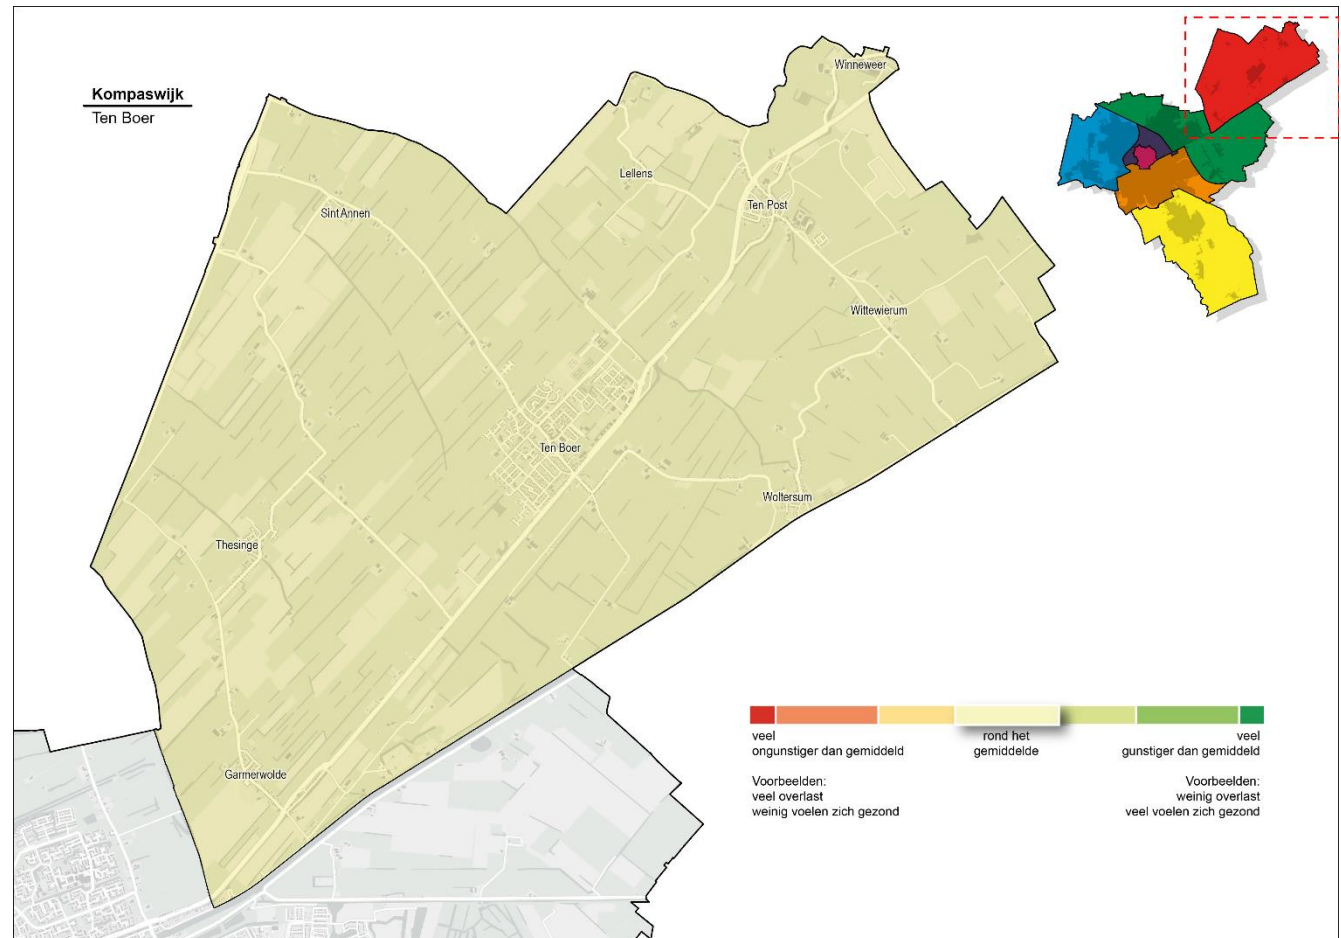 Kompaswijk
Ten Boer
Winneweer
Lellens
Ten Post
Sint Annen
Wittewierum
Ten Boer
Woltersum
Thesinge
Garmerwolde
veel
ongunstiger dan gemiddeld
rond het
gemiddelde
veel
gunstiger dan gemiddeld
Voorbeelden:
veel overlast
weinig voelen zich gezond
Voorbeelden:
weinig overlast
veel voelen zich gezond